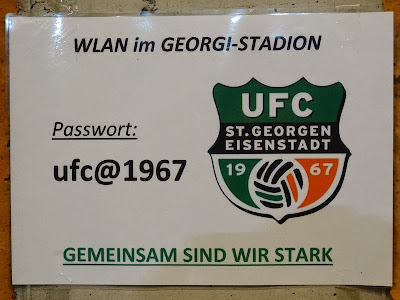 WLAN im GEORGI-STADION
Passwort:
ufc@1967
UFC
ST.GEORGEN
EISENSTADT
19 67
GEMEINSAM SIND WIR STARK